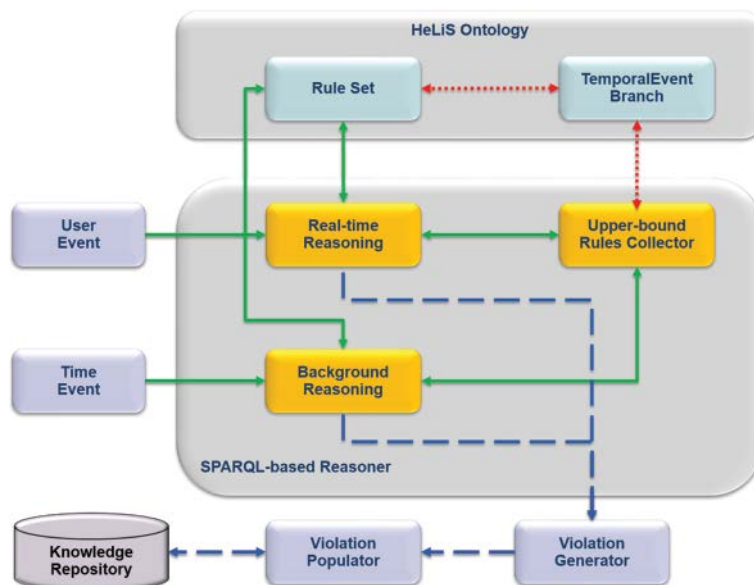 HeLiS Ontology
Rule Set
TemporalEvent
Branch
User
Event
Real-time
Reasoning
Upper-bound
Rules Collector
Time
Event
Background
Reasoning
SPARQL-based Reasoner
Knowledge
Repository
Violation
Populator
Violation
Generator